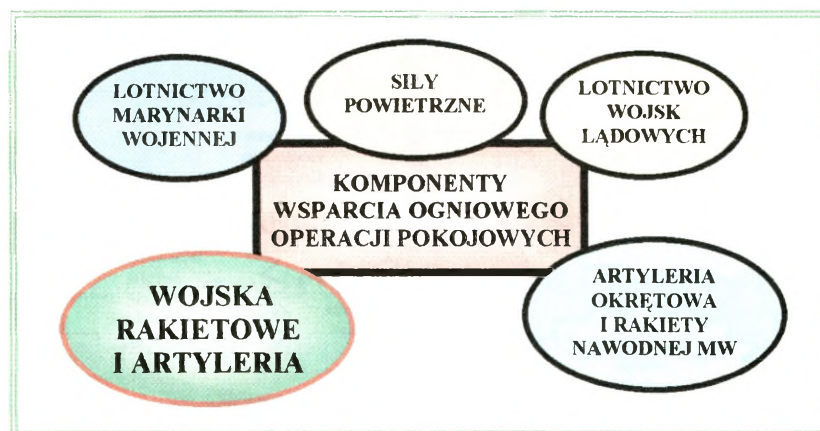 LOTNICTWO
MARYNARKI
WOJENNEJ
SIŁY
POWIETRZNE
LOTNICTWO
WOJSK
LĄDOWYCH
KOMPONENTY
WSPARCIA OGNIOWEGO
OPERACJI POKOJOWYCH
WOJSKA
RAKIETOWE
I ARTYLERIA
ARTYLERIA
OKRĘTOWA
I RAKIETY
NAWODNEJ MW